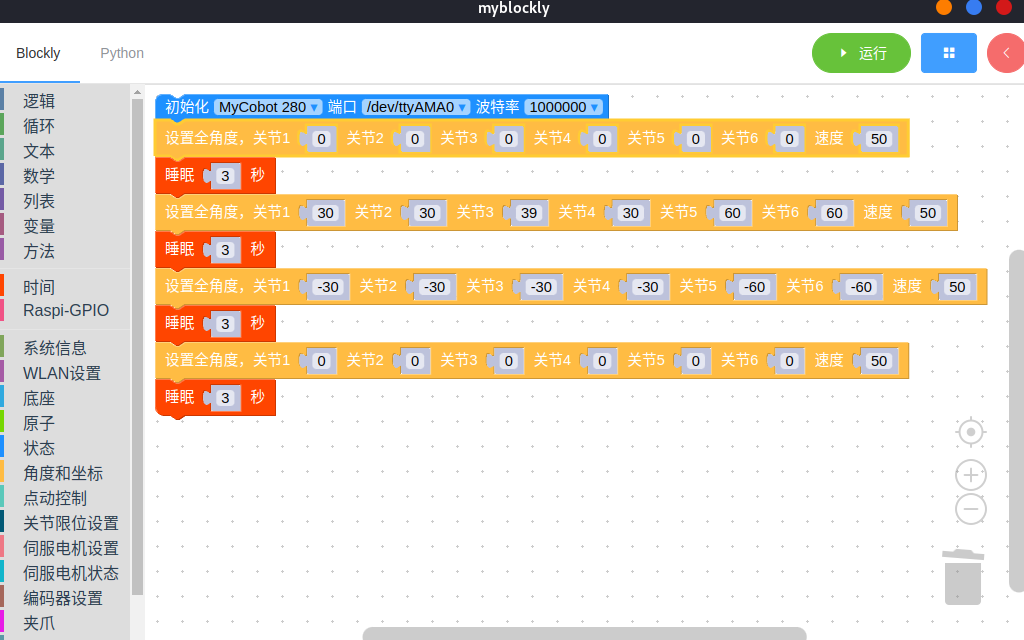 myblockly
Blockly Python 运行
逻辑
循环
文本
数学
列表
变量
方法
时间
Raspi-GPIO
系统信息
WLAN设置
底座
原子
状态
角度和坐标
点动控制
关节限位设置
伺服电机设置
伺服电机状态
编码器设置
夹爪
初始化 MyCobot 280 端口 /dev/ttyAMA0 波特率 1000000
设置全角度，关节1 0 关节2 0 关节3 0 关节4 0 关节5 0 关节6 0 速度 50
睡眠 3 秒
设置全角度，关节1 30 关节2 30 关节3 39 关节4 30 关节5 60 关节6 60 速度 50
睡眠 3 秒
设置全角度，关节1 -30 关节2 -30 关节3 -30 关节4 -30 关节5 -60 关节6 -60 速度 50
睡眠 3 秒
设置全角度，关节1 0 关节2 0 关节3 0 关节4 0 关节5 0 关节6 0 速度 50
睡眠 3 秒